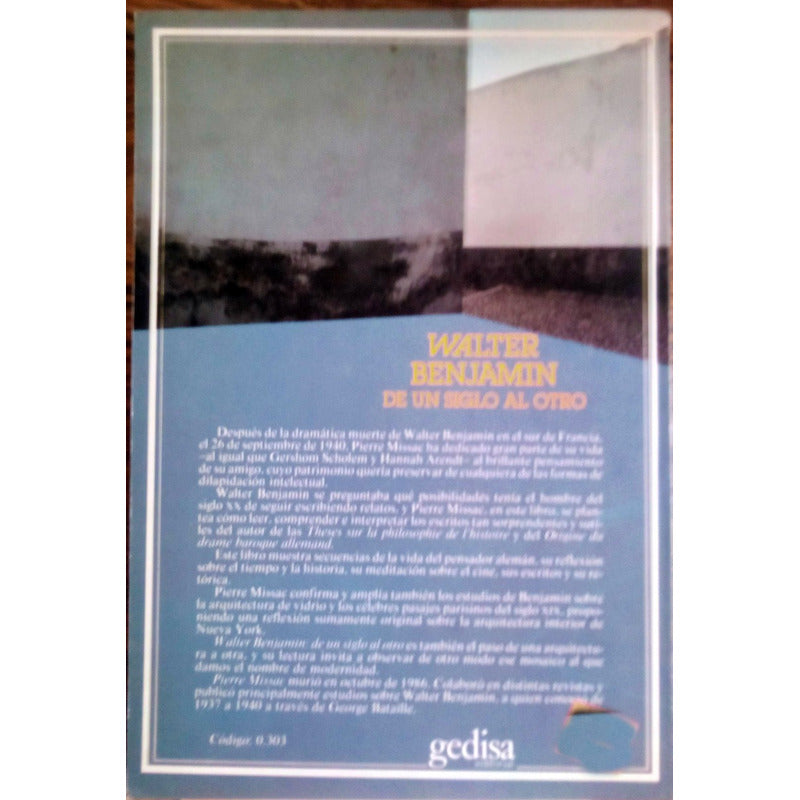 WALTER
BENJAMIN
DE UN SIGLO AL OTRO
Después de la dramática muerte de Walter Benjamin en el sur de Francia,
el 26 de septiembre de 1940, Pierre Missac ha dedicado gran parte de su vida
–al igual que Gershom Scholem y Hannah Arendt– al brillante pensamiento
de su amigo, cuyo patrimonio quería preservar de cualquiera de las formas de
dilapidación intelectual.
Walter Benjamin se preguntaba qué posibilidades tenía el hombre del
siglo XX de seguir escribiendo relatos, y Pierre Missac, en este libro, se plan-
tea cómo leer, comprender e interpretar los escritos tan sorprendentes y suti-
les del autor de las Theses sur la philosophie de l'histoire y del Origine du
drame baroque allemand.
Este libro muestra secuencias de la vida del pensador alemán, su reflexión
sobre el tiempo y la historia, su meditación sobre el cine, sus escritos y su re-
tórica.
Pierre Missac confirma y amplía también los estudios de Benjamin sobre
la arquitectura de vidrio y los célebres pasajes parisinos del siglo XIX, propo-
niendo una reflexión sumamente original sobre la arquitectura interior de
Nueva York.
Walter Benjamin: de un siglo al otro es también el paso de una arquitectu-
ra a otra, y su lectura invita a observar de otro modo ese mosaico al que
damos el nombre de modernidad.
Pierre Missac murió en octubre de 1986. Colaboró en distintas revistas y
publicó principalmente estudios sobre Walter Benjamin, a quien conoció de
1937 a 1940 a través de George Bataille.
Código: 0.303
gedisa
editorial